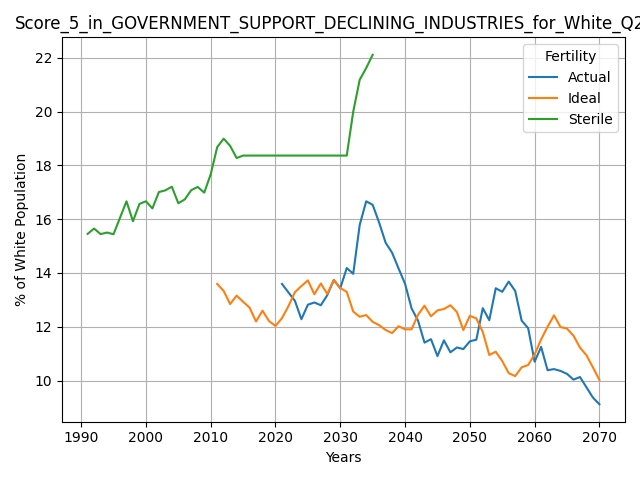 Score_5_in_GOVERNMENT_SUPPORT_DECLINING_INDUSTRIES_for_White_Q2
Fertility
Actual
Ideal
Sterile
% of White Population
22
20
18
16
14
12
10
1990 2000 2010 2020 2030 2040 2050 2060 2070
Years